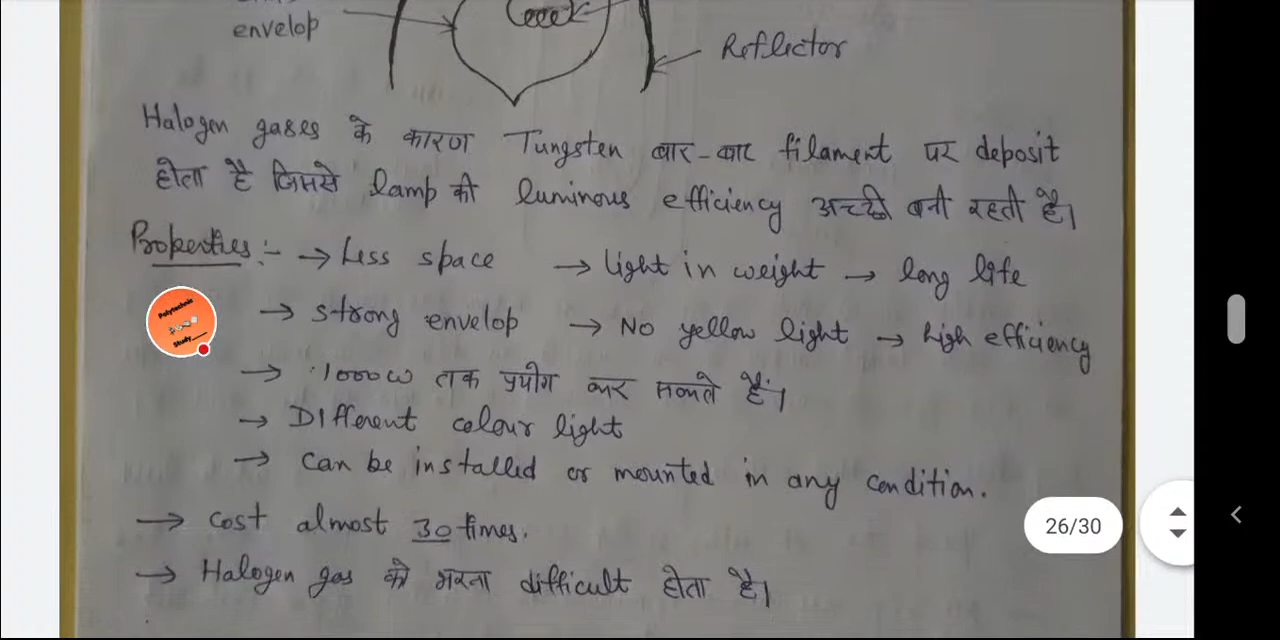 envelop
Reflector
Halogen gases के कारण Tungsten बार-बार filament पर deposit
होता है जिससे lamp की luminous efficiency अच्छी बनी रहती है।
Properties :- → Less space → light in weight → long life
→ strong envelop → No yellow light → high efficiency
Polytechnic
Study
→ 1000W तक प्रयोग कर सकते हैं।
→ Different colour light
→ can be installed or mounted in any condition.
26/30
→ cost almost 30 times.
→ Halogen gas को भरना difficult होता है।